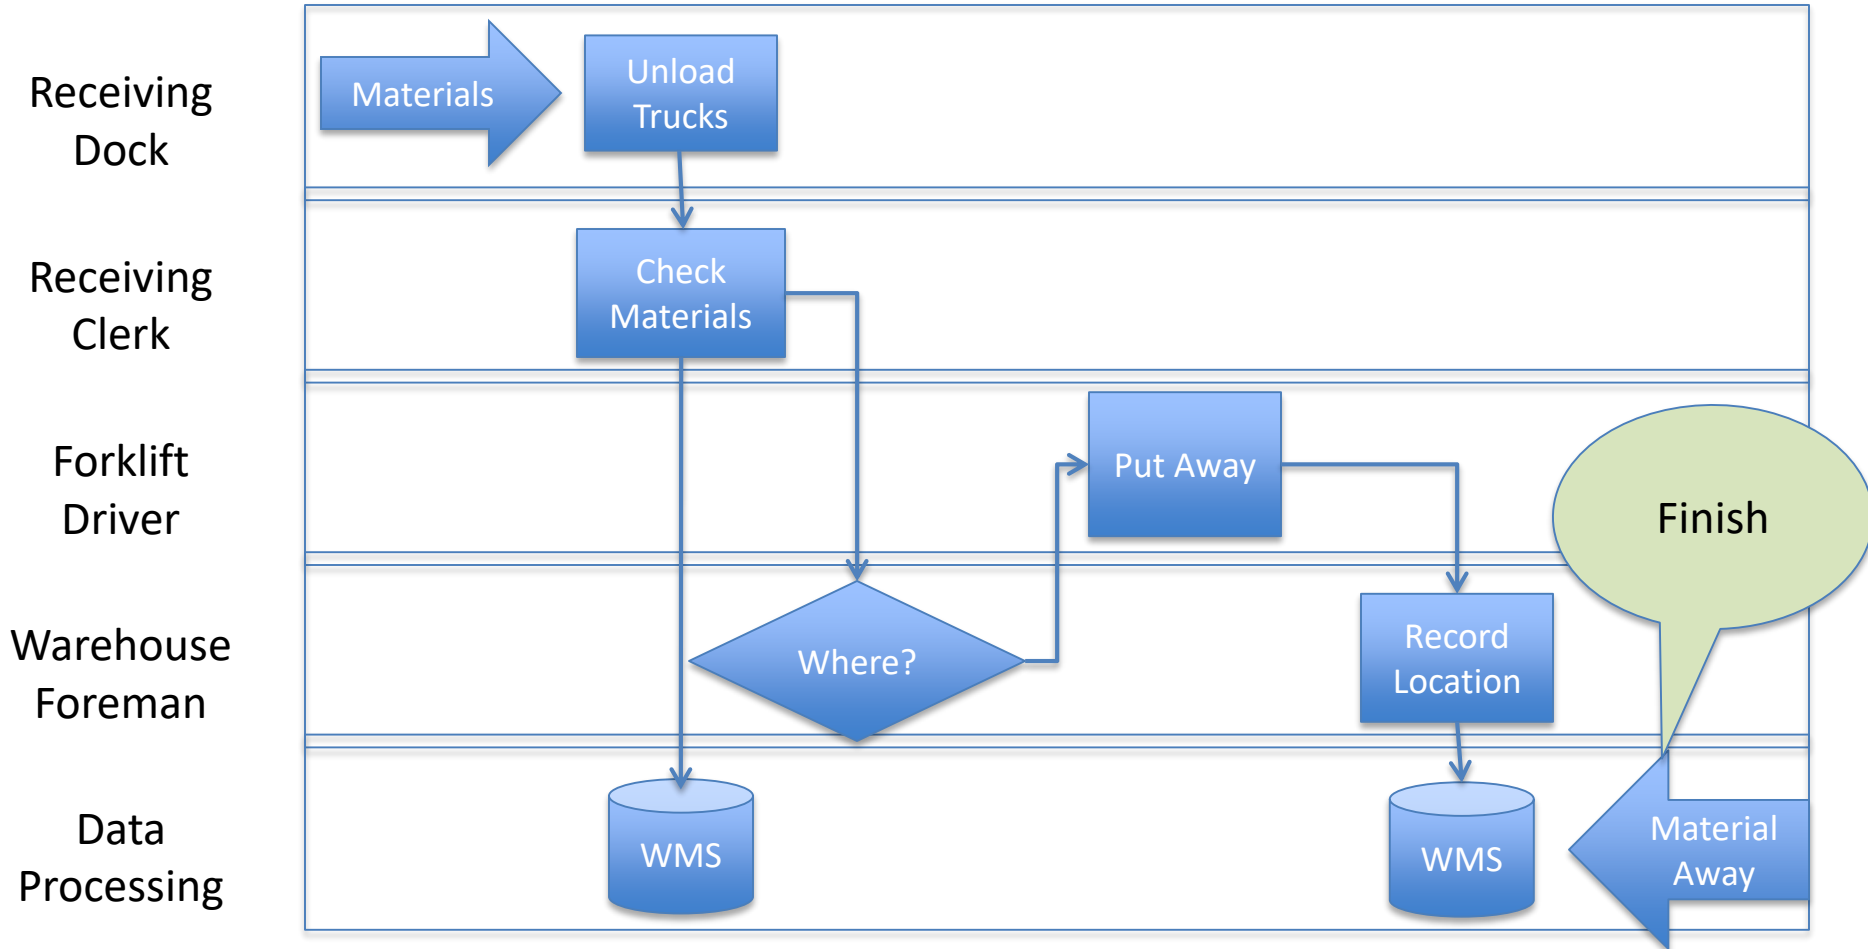 Receiving
Dock
Materials
Unload
Trucks
Receiving
Clerk
Check
Materials
Forklift
Driver
Put Away
Finish
Warehouse
Foreman
Where?
Record
Location
Data
Processing
WMS
WMS
Material
Away